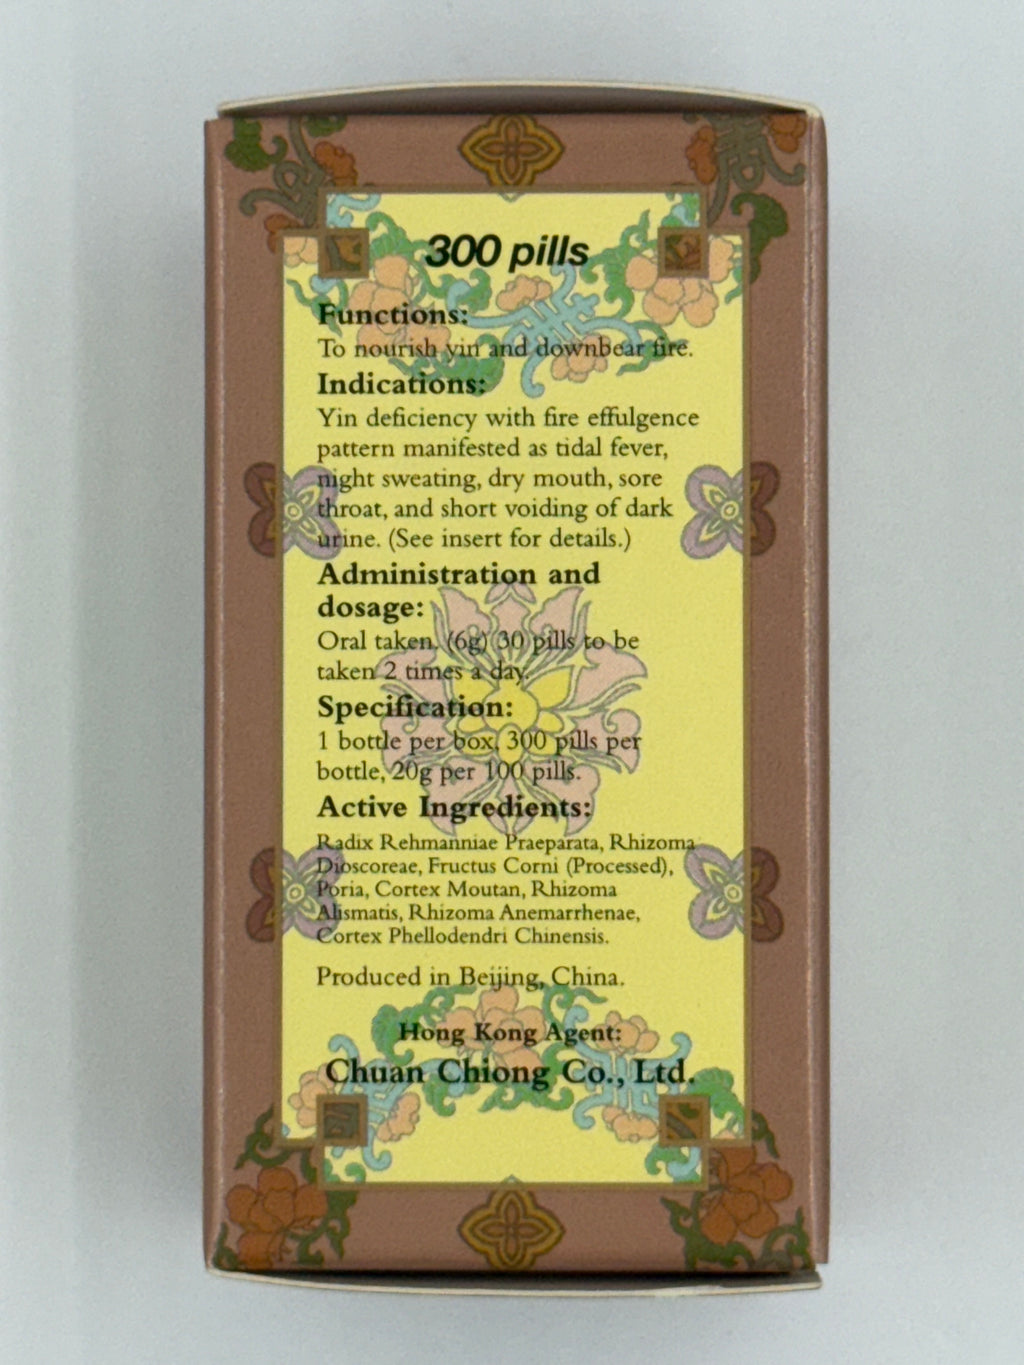 300 pills
Functions:
To nourish yin and downbear fire.
Indications:
Yin deficiency with fire effulgence
pattern manifested as tidal fever,
night sweating, dry mouth, sore
throat, and short voiding of dark
urine. (See insert for details.)
Administration and
dosage:
Oral taken. (6g) 30 pills to be
taken 2 times a day.
Specification:
1 bottle per box, 300 pills per
bottle, 20g per 100 pills.
Active Ingredients:
Radix Rehmanniae Praeparata, Rhizoma
Dioscoreae, Fructus Corni (Processed),
Poria, Cortex Moutan, Rhizoma
Alismatis, Rhizoma Anemarrhenae,
Cortex Phellodendri Chinensis.
Produced in Beijing, China.
Hong Kong Agent:
Chuan Chiong Co., Ltd.